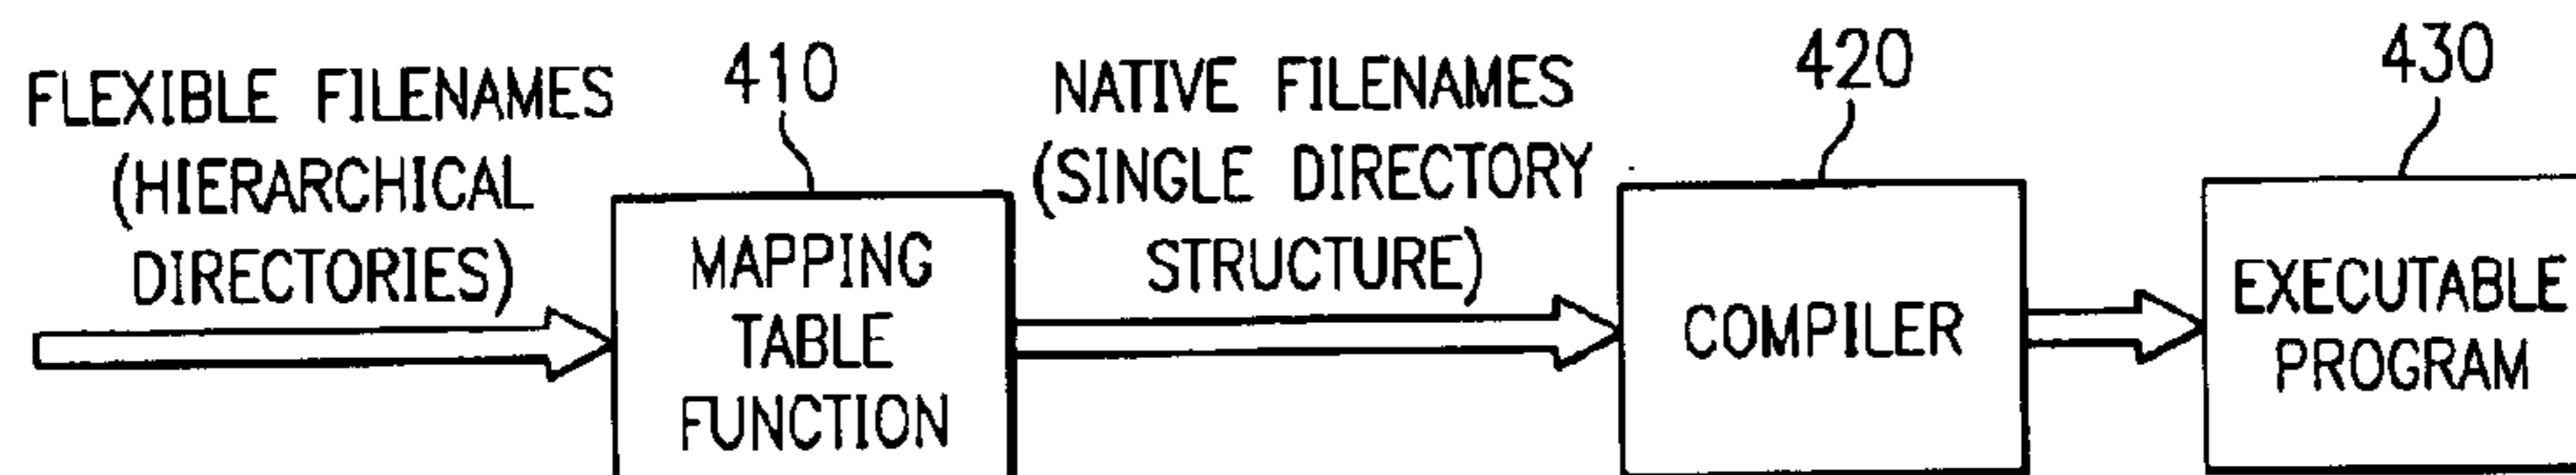 FLEXIBLE FILENAMES
(HIERARCHICAL
DIRECTORIES)
410
MAPPING
TABLE
FUNCTION
NATIVE FILENAMES
(SINGLE DIRECTORY
STRUCTURE)
420
COMPILER
430
EXECUTABLE
PROGRAM